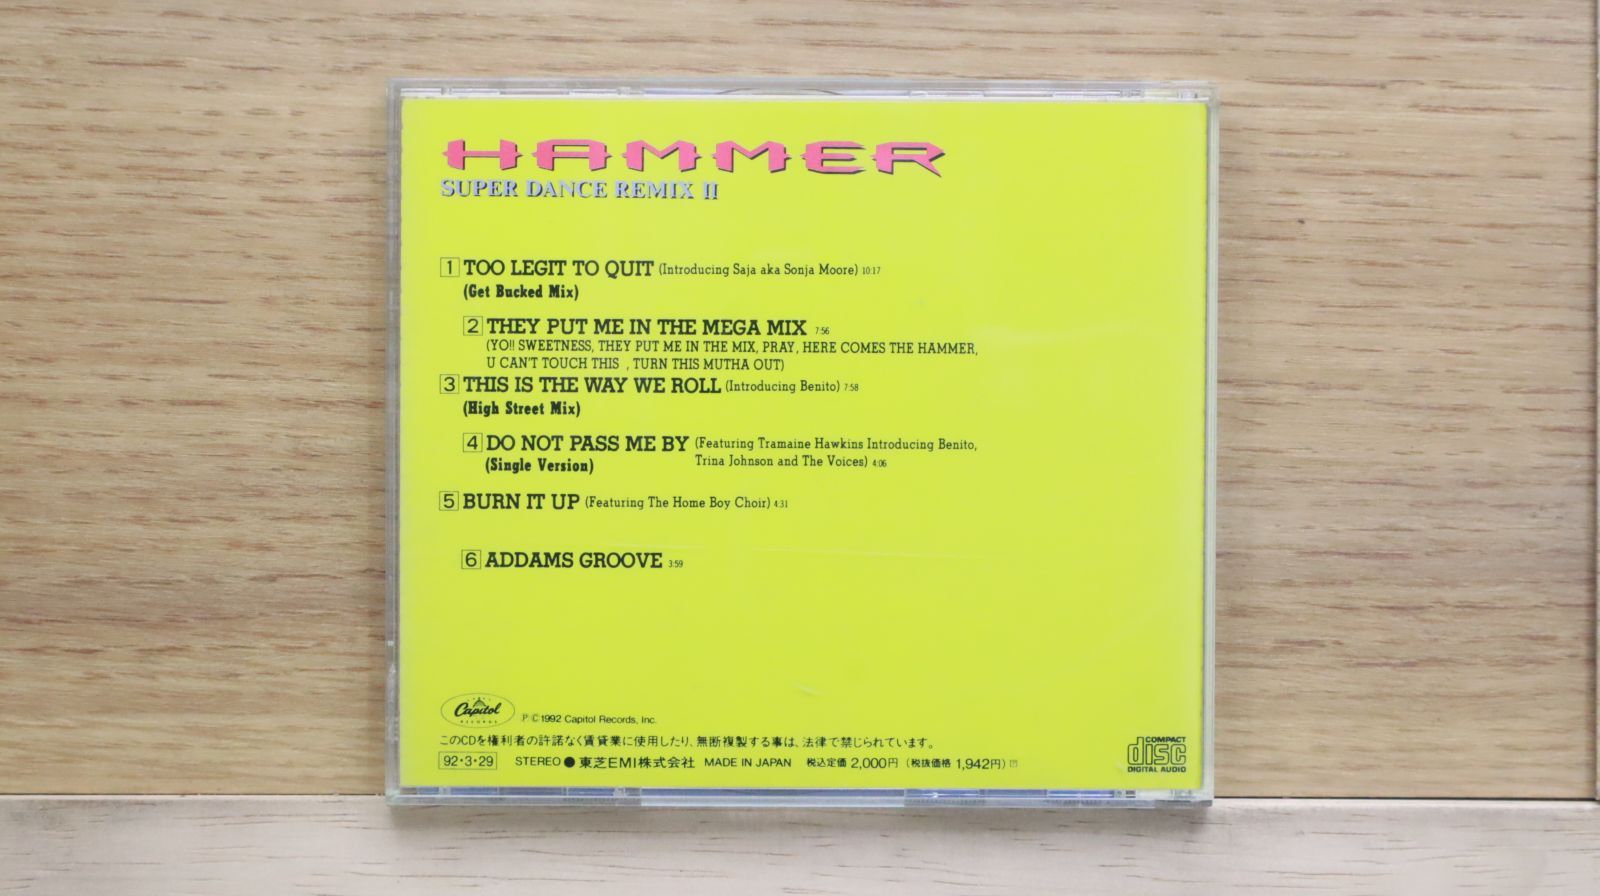 HAMMER
SUPER DANCE REMIX II
1 TOO LEGIT TO QUIT (Introducing Saja aka Sonja Moore) 10:17
(Get Bucked Mix)
2 THEY PUT ME IN THE MEGA MIX 7:56
(YO!! SWEETNESS, THEY PUT ME IN THE MIX, PRAY, HERE COMES THE HAMMER,
U CAN'T TOUCH THIS , TURN THIS MUTHA OUT)
3 THIS IS THE WAY WE ROLL (Introducing Benito) 7:58
(High Street Mix)
4 DO NOT PASS ME BY (Featuring Tramaine Hawkins Introducing Benito,
(Single Version) Trina Johnson and The Voices) 4:06
5 BURN IT UP (Featuring The Home Boy Choir) 4:31
6 ADDAMS GROOVE 3:59
Capitol
RECORDS
Ⓟ©1992 Capitol Records, Inc.
このCDを権利者の許諾なく賃貸業に使用したり、無断複製する事は、法律で禁じられています。
92・3・29 STEREO ● 東芝EMI株式会社 MADE IN JAPAN 税込定価 2,000円 (税抜価格 1,942円)
COMPACT
disc
DIGITAL AUDIO